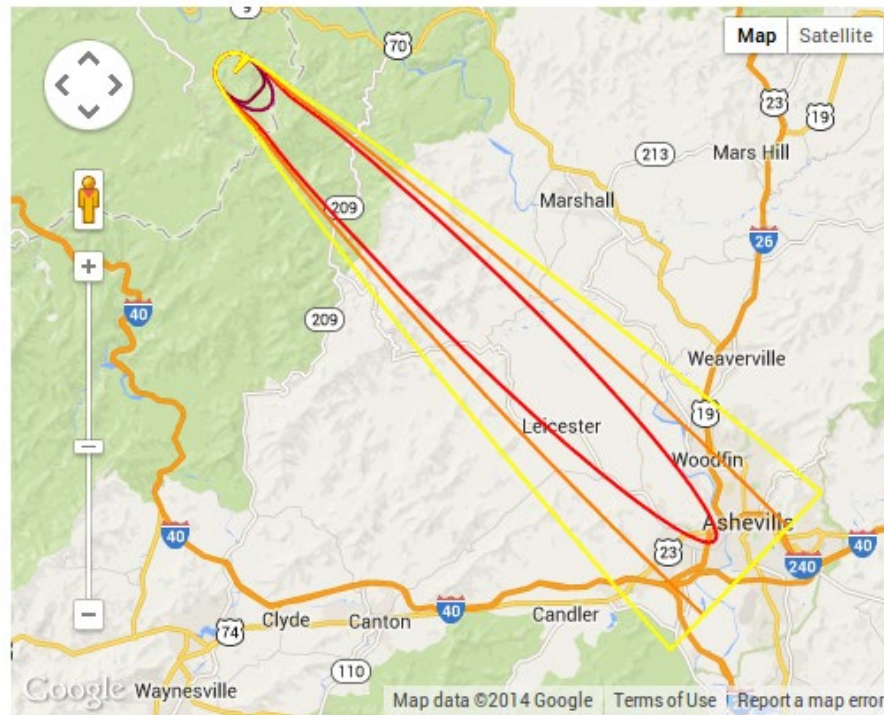 9
70
Map Satellite
23
19
213
Mars Hill
Marshall
209
26
40
209
Weaverville
19
Leicester
Woodfin
Asheville
40
23
40
240
40
Clyde
Canton
Candler
74
110
Google
Waynesville
Map data ©2014 Google
Terms of Use
Report a map error